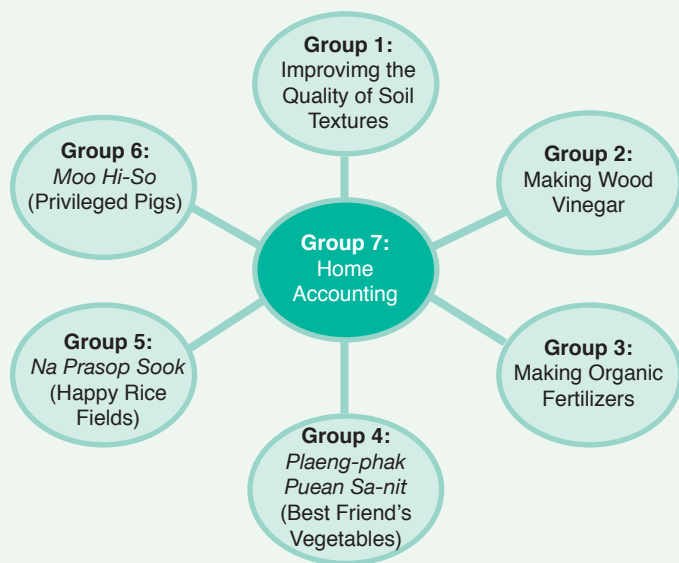 Group 1:
Improvimg the
Quality of Soil
Textures
Group 2:
Making Wood
Vinegar
Group 3:
Making Organic
Fertilizers
Group 4:
Plaeng-phak
Puean Sa-nit
(Best Friend’s
Vegetables)
Group 5:
Na Prasop Sook
(Happy Rice
Fields)
Group 6:
Moo Hi-So
(Privileged Pigs)
Group 7:
Home
Accounting